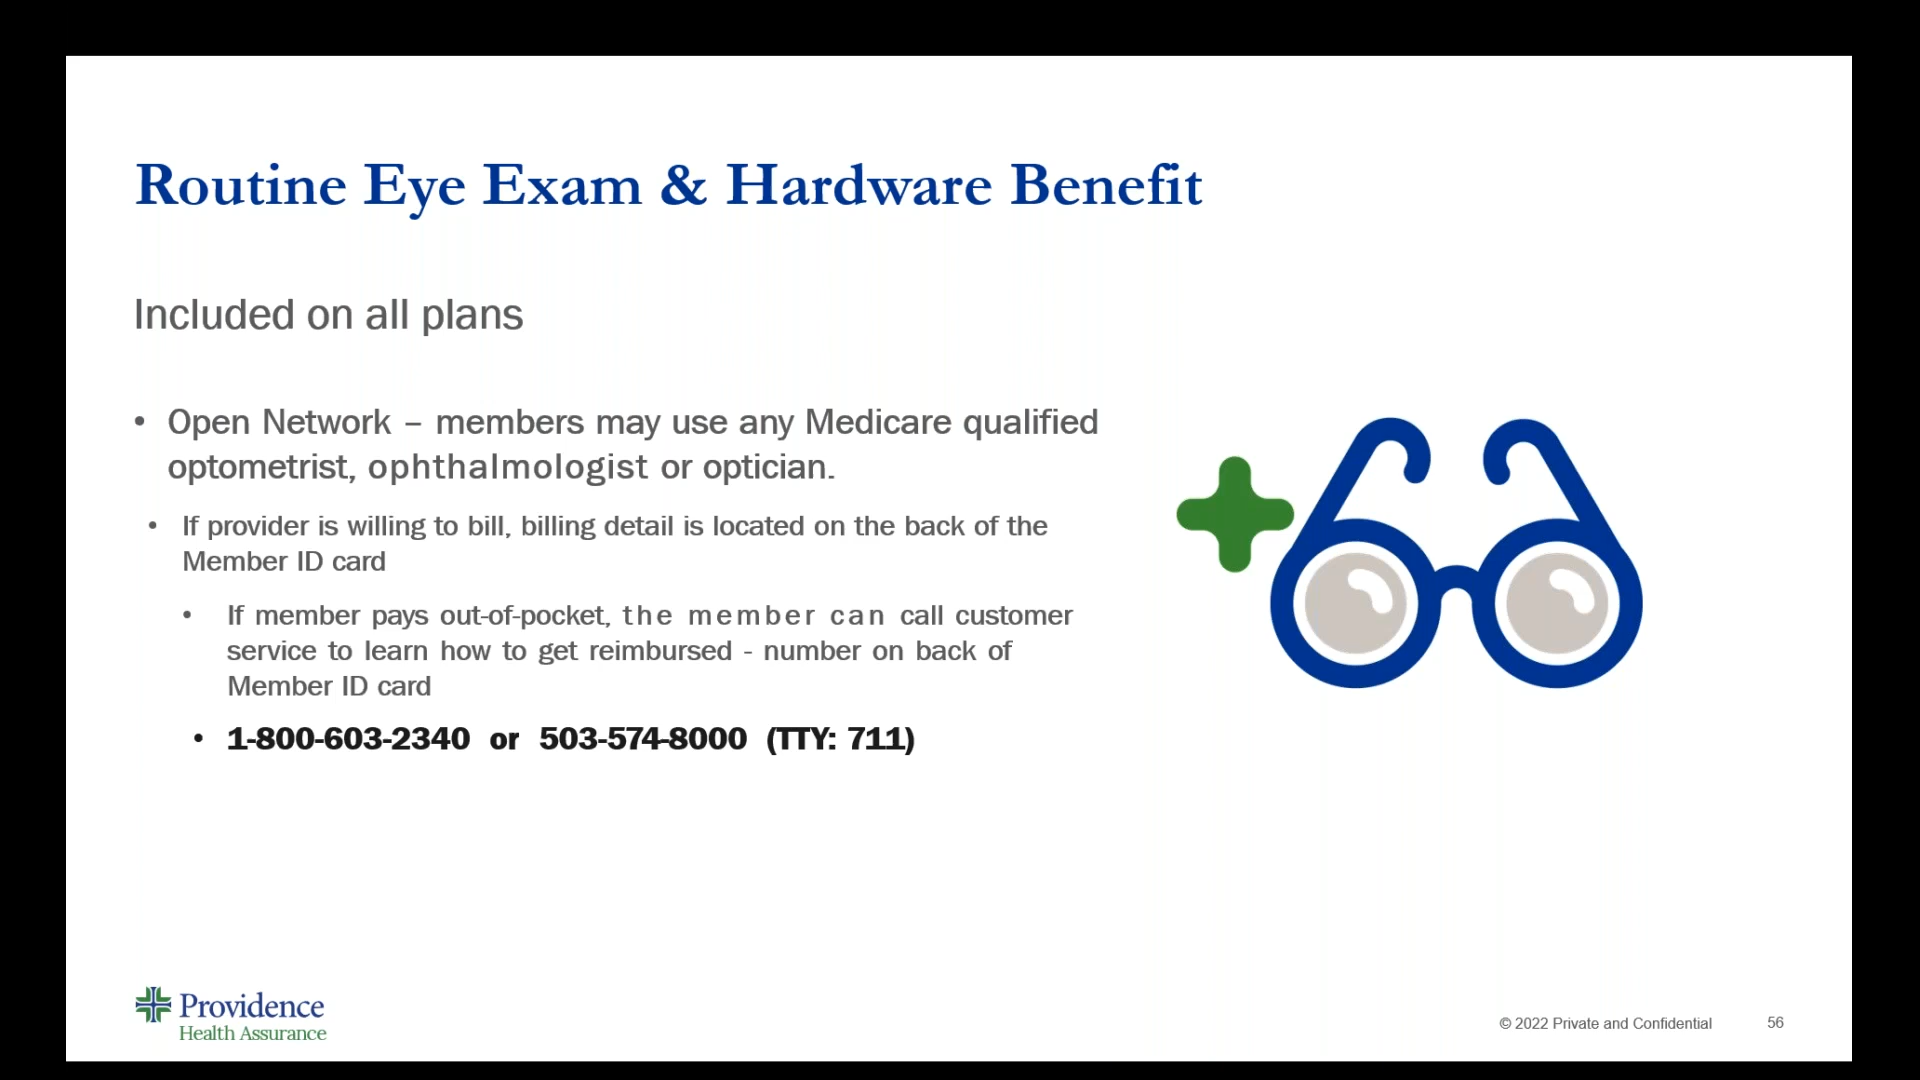 Routine Eye Exam & Hardware Benefit
Included on all plans
• Open Network – members may use any Medicare qualified
optometrist, ophthalmologist or optician.
• If provider is willing to bill, billing detail is located on the back of the
Member ID card
• If member pays out-of-pocket, the member can call customer
service to learn how to get reimbursed - number on back of
Member ID card
• 1-800-603-2340 or 503-574-8000 (TTY: 711)
Providence
Health Assurance
© 2022 Private and Confidential 56